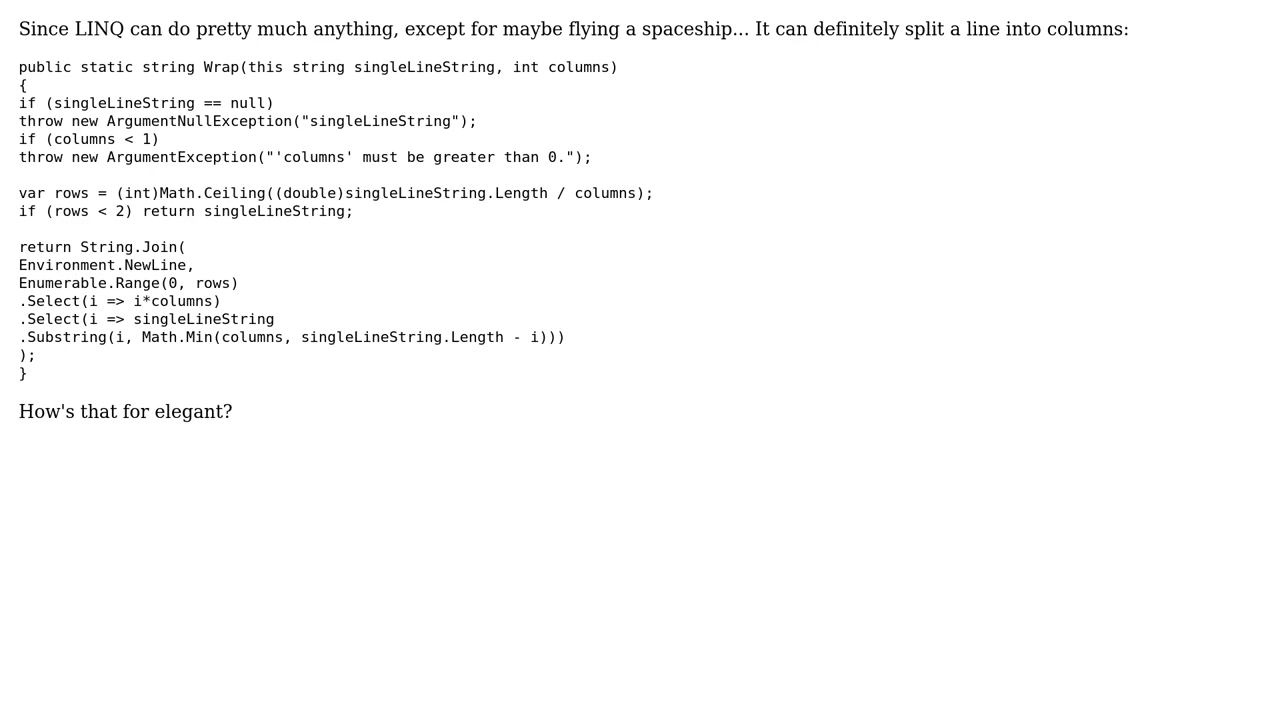 Since LINQ can do pretty much anything, except for maybe flying a spaceship... It can definitely split a line into columns:
public static string Wrap(this string singleLineString, int columns)
{
if (singleLineString == null)
throw new ArgumentNullException("singleLineString");
if (columns < 1)
throw new ArgumentException("'columns' must be greater than 0.");
var rows = (int)Math.Ceiling((double)singleLineString.Length / columns);
if (rows < 2) return singleLineString;
return String.Join(
Environment.NewLine,
Enumerable.Range(0, rows)
.Select(i => i*columns)
.Select(i => singleLineString
.Substring(i, Math.Min(columns, singleLineString.Length - i)))
);
}
How's that for elegant?